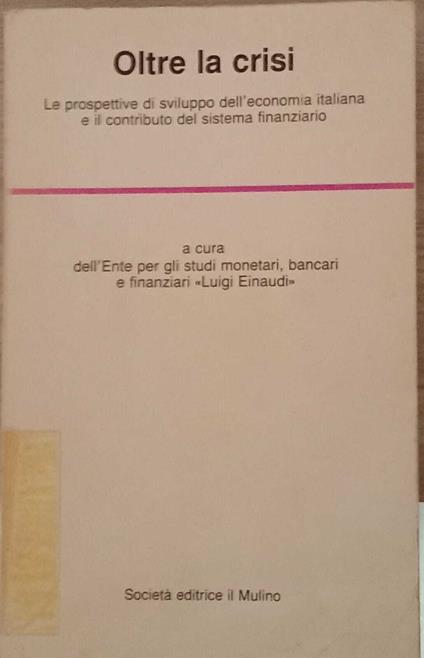 Oltre la crisi
Le prospettive di sviluppo dell'economia italiana
e il contributo del sistema finanziario
a cura
dell'Ente per gli studi monetari, bancari
e finanziari «Luigi Einaudi»
Società editrice il Mulino